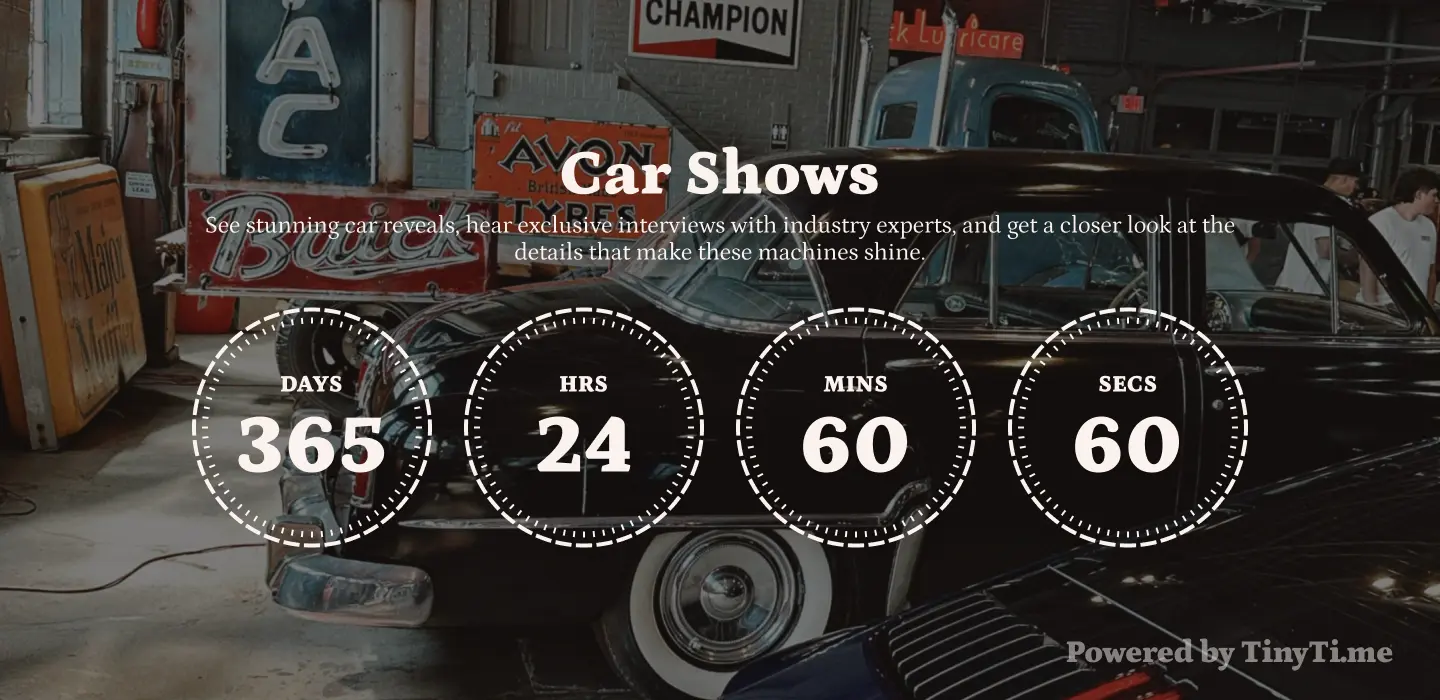 CHAMPION
AC
k Lubricare
AVON
TYRES
Buick
Car Shows
See stunning car reveals, hear exclusive interviews with industry experts, and get a closer look at the
details that make these machines shine.
DAYS
HRS
MINS
SECS
365
24
60
60
Powered by TinyTi.me